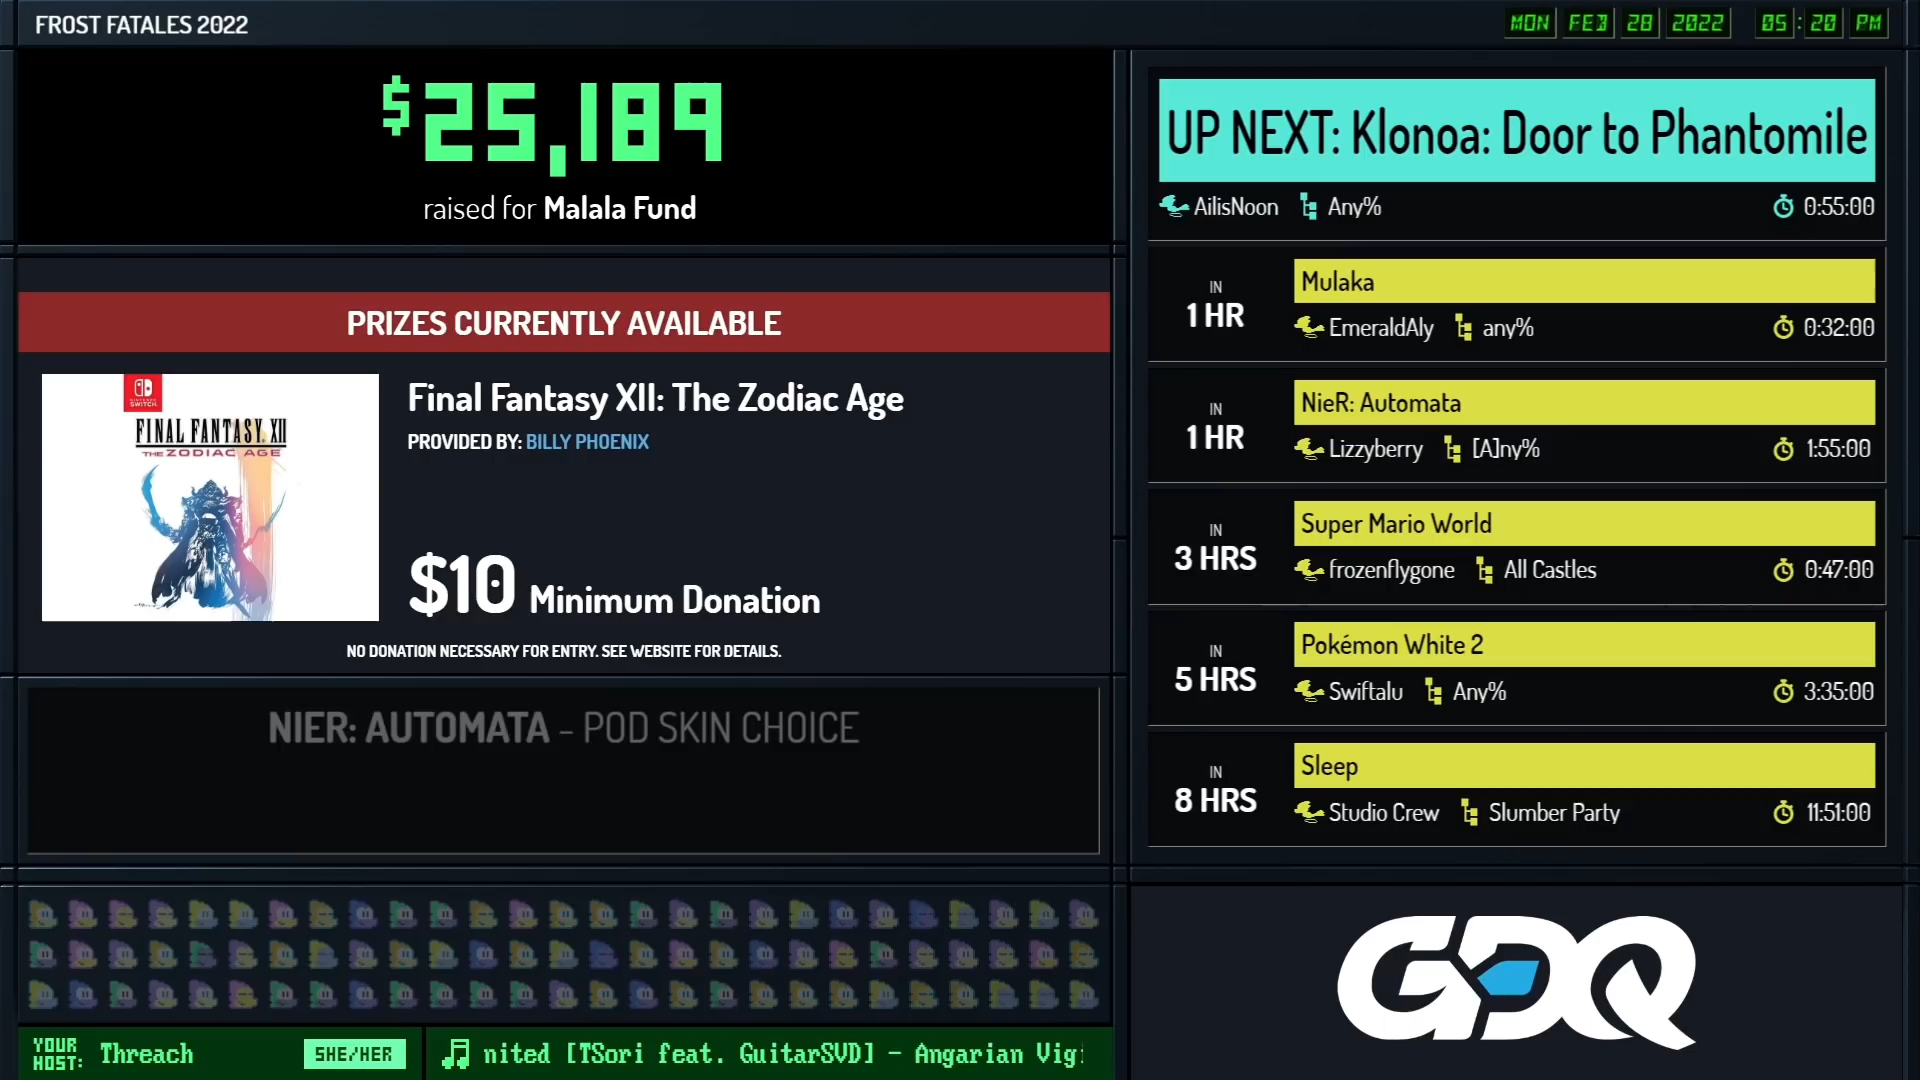 FROST FATALES 2022
MON FEB 28 2022 05:20 PM
$25,189
raised for Malala Fund
PRIZES CURRENTLY AVAILABLE
NINTENDO
SWITCH
FINAL FANTASY XII
THE ZODIAC AGE
Final Fantasy XII: The Zodiac Age
PROVIDED BY: BILLY PHOENIX
$10 Minimum Donation
NO DONATION NECESSARY FOR ENTRY. SEE WEBSITE FOR DETAILS.
NIER: AUTOMATA - POD SKIN CHOICE
YOUR
HOST:
Threach
SHE/HER
nited [TSori feat. GuitarSVD] - Angarian Vigi
UP NEXT: Klonoa: Door to Phantomile
AilisNoon Any% 0:55:00
IN
1 HR
Mulaka
EmeraldAly any% 0:32:00
IN
1 HR
NieR: Automata
Lizzyberry [A]ny% 1:55:00
IN
3 HRS
Super Mario World
frozenflygone All Castles 0:47:00
IN
5 HRS
Pokémon White 2
Swiftalu Any% 3:35:00
IN
8 HRS
Sleep
Studio Crew Slumber Party 11:51:00
GDQ